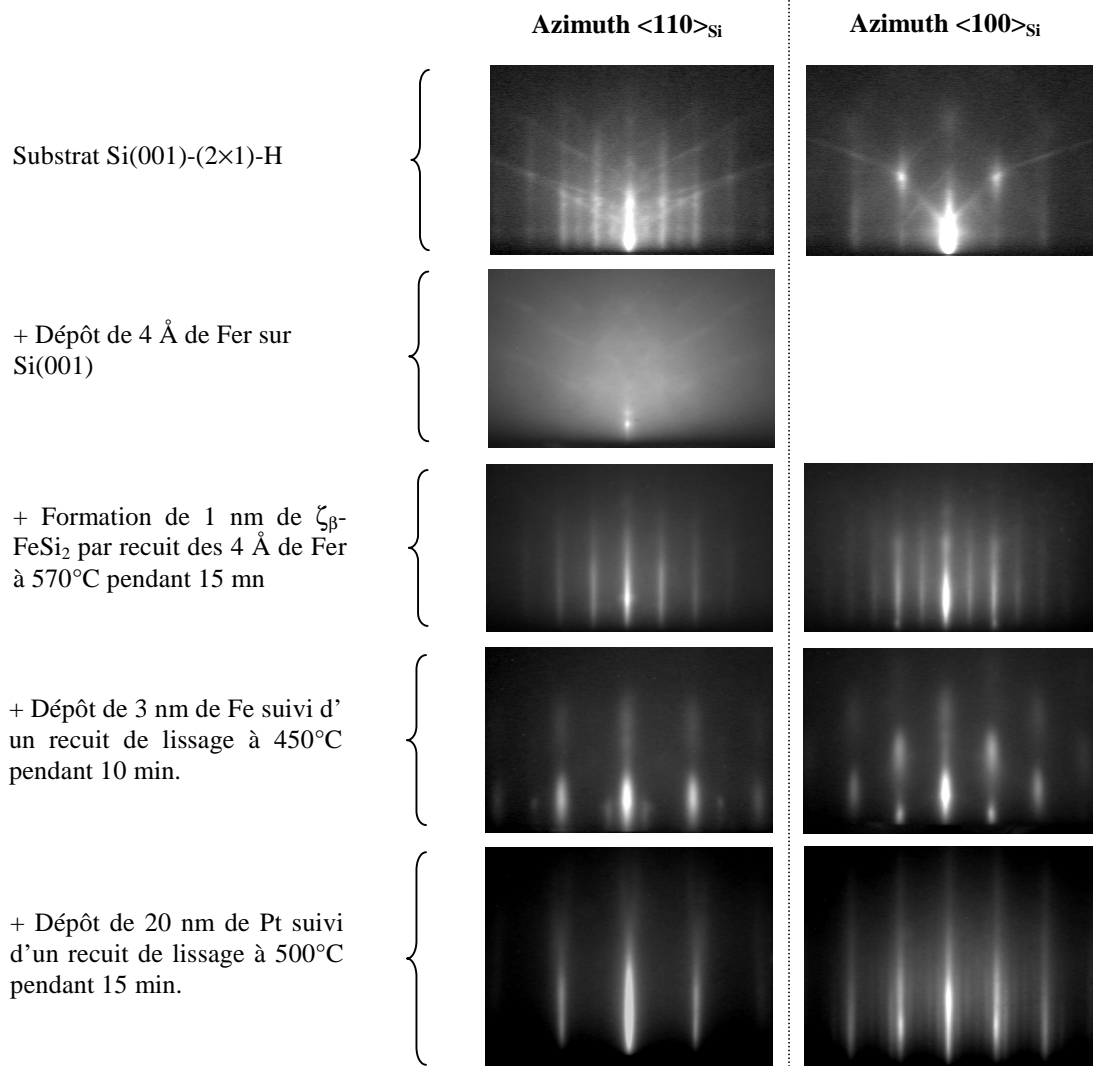 Azimuth <110>Si
Azimuth <100>Si
Substrat Si(001)-(2×1)-H
+ Dépôt de 4 Å de Fer sur
Si(001)
+ Formation de 1 nm de ζβ-
FeSi2 par recuit des 4 Å de Fer
à 570°C pendant 15 mn
+ Dépôt de 3 nm de Fe suivi d’
un recuit de lissage à 450°C
pendant 10 min.
+ Dépôt de 20 nm de Pt suivi
d’un recuit de lissage à 500°C
pendant 15 min.